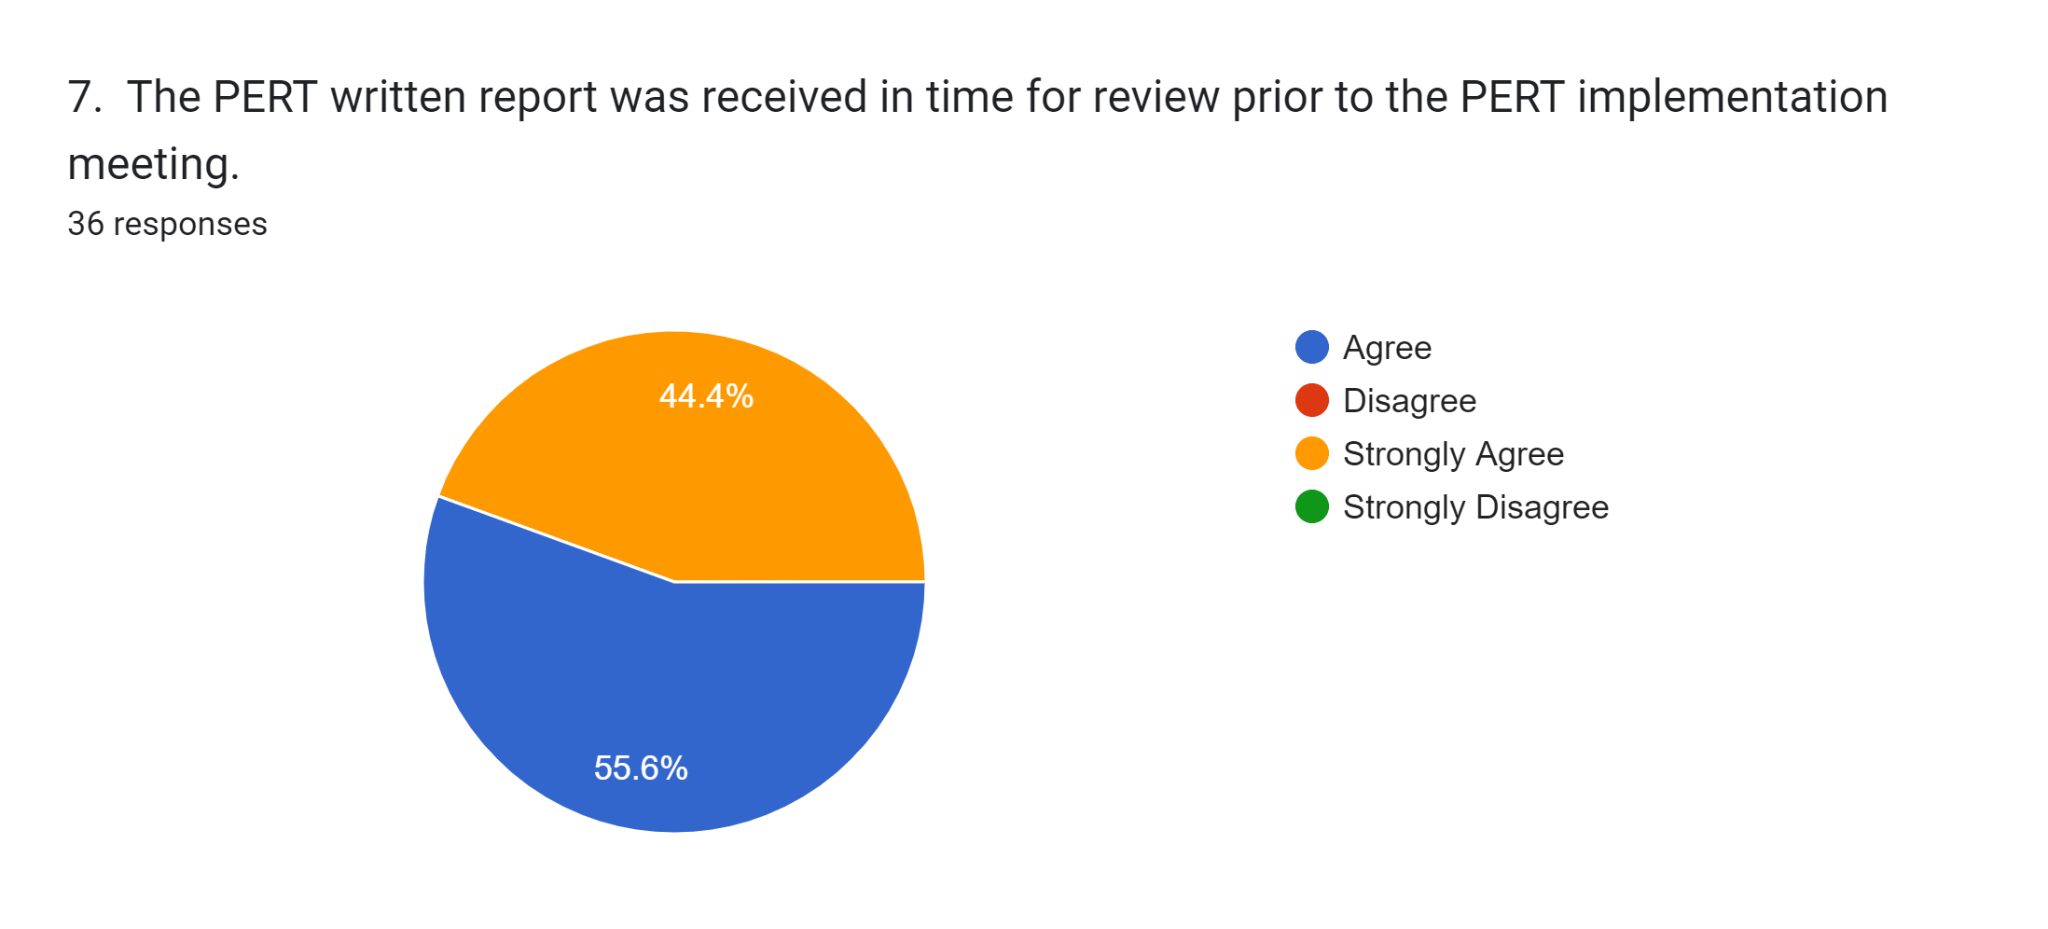 7.  The PERT written report was received in time for review prior to the PERT implementation
meeting.
36 responses
44.4%
55.6%
Agree
Disagree
Strongly Agree
Strongly Disagree